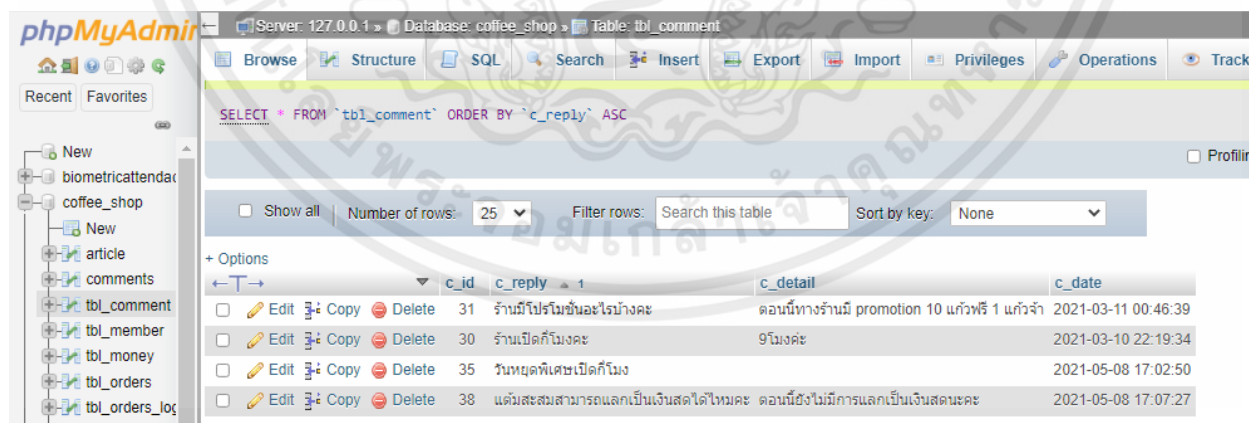 phpMyAdmin
Server: 127.0.0.1 » Database: coffee_shop » Table: tbl_comment
Browse Structure SQL Search Insert Export Import Privileges Operations Track
Recent Favorites
SELECT * FROM `tbl_comment` ORDER BY `c_reply` ASC
Profilin
New
biometricattendac
coffee_shop
New
article
comments
tbl_comment
tbl_member
tbl_money
tbl_orders
tbl_orders_log
Show all Number of rows: 25 Filter rows: Search this table Sort by key: None
+ Options
c_id c_reply 1 c_detail c_date
Edit Copy Delete 31 ร้านมีโปรโมชั่นอะไรบ้างคะ ตอนนี้ทางร้านมี promotion 10 แก้วฟรี 1 แก้วจ้า 2021-03-11 00:46:39
Edit Copy Delete 30 ร้านเปิดกี่โมงคะ 9โมงค่ะ 2021-03-10 22:19:34
Edit Copy Delete 35 วันหยุดพิเศษเปิดกี่โมง 2021-05-08 17:02:50
Edit Copy Delete 38 แต้มสะสมสามารถแลกเป็นเงินสดได้ไหมคะ ตอนนี้ยังไม่มีการแลกเป็นเงินสดนะคะ 2021-05-08 17:07:27